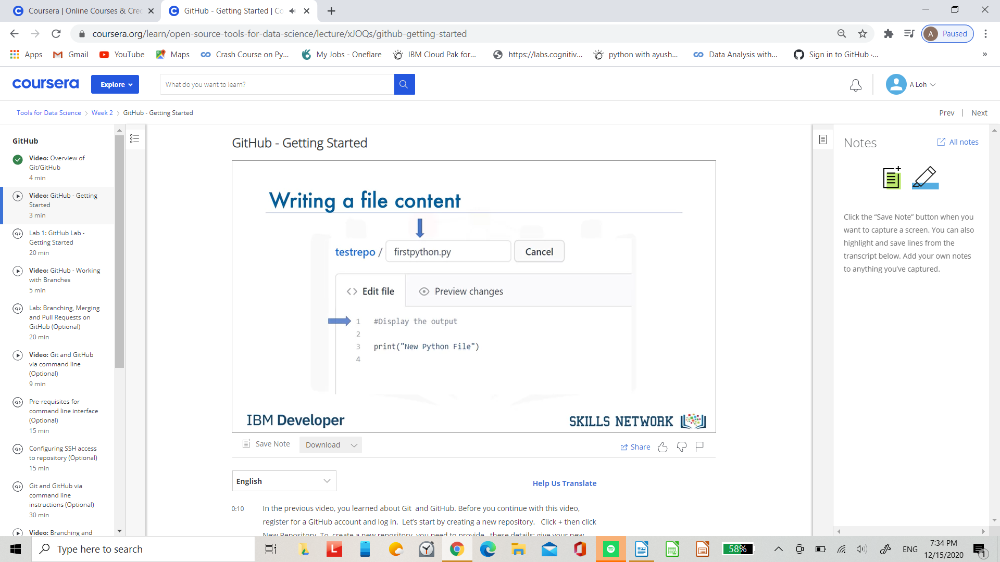 Coursera | Online Courses & Cre
GitHub - Getting Started | Co
coursera.org/learn/open-source-tools-for-data-science/lecture/xJOQs/github-getting-started
A Paused
Apps
Gmail
YouTube
Maps
Crash Course on Py...
My Jobs - Oneflare
IBM Cloud Pak for...
https://labs.cognitiv...
python with ayush...
Data Analysis with...
Sign in to GitHub ·...
»
coursera
Explore
What do you want to learn?
A Loh
Tools for Data Science > Week 2 > GitHub - Getting Started
Prev | Next
GitHub
Video: Overview of
Git/GitHub
4 min
Video: GitHub - Getting
Started
3 min
Lab 1: GitHub Lab -
Getting Started
20 min
Video: GitHub - Working
with Branches
5 min
Lab: Branching, Merging
and Pull Requests on
GitHub (Optional)
20 min
Video: Git and GitHub
via command line
(Optional)
9 min
Pre-requisites for
command line interface
(Optional)
15 min
Configuring SSH access
to repository (Optional)
15 min
Git and GitHub via
command line
instructions (Optional)
30 min
Video: Branching and
GitHub - Getting Started
Writing a file content
testrepo / firstpython.py Cancel
<> Edit file Preview changes
1 #Display the output
2
3 print("New Python File")
4
IBM Developer
SKILLS NETWORK
Save Note
Download
Share
English
Help Us Translate
0:10 In the previous video, you learned about Git and GitHub. Before you continue with this video,
register for a GitHub account and log in. Let's start by creating a new repository. Click + then click
New Repository. To create a new repository, you need to provide these details: give your new
Notes
All notes
Click the “Save Note” button when you
want to capture a screen. You can also
highlight and save lines from the
transcript below. Add your own notes
to anything you’ve captured.
Type here to search
58%
ENG
7:34 PM
12/15/2020
1